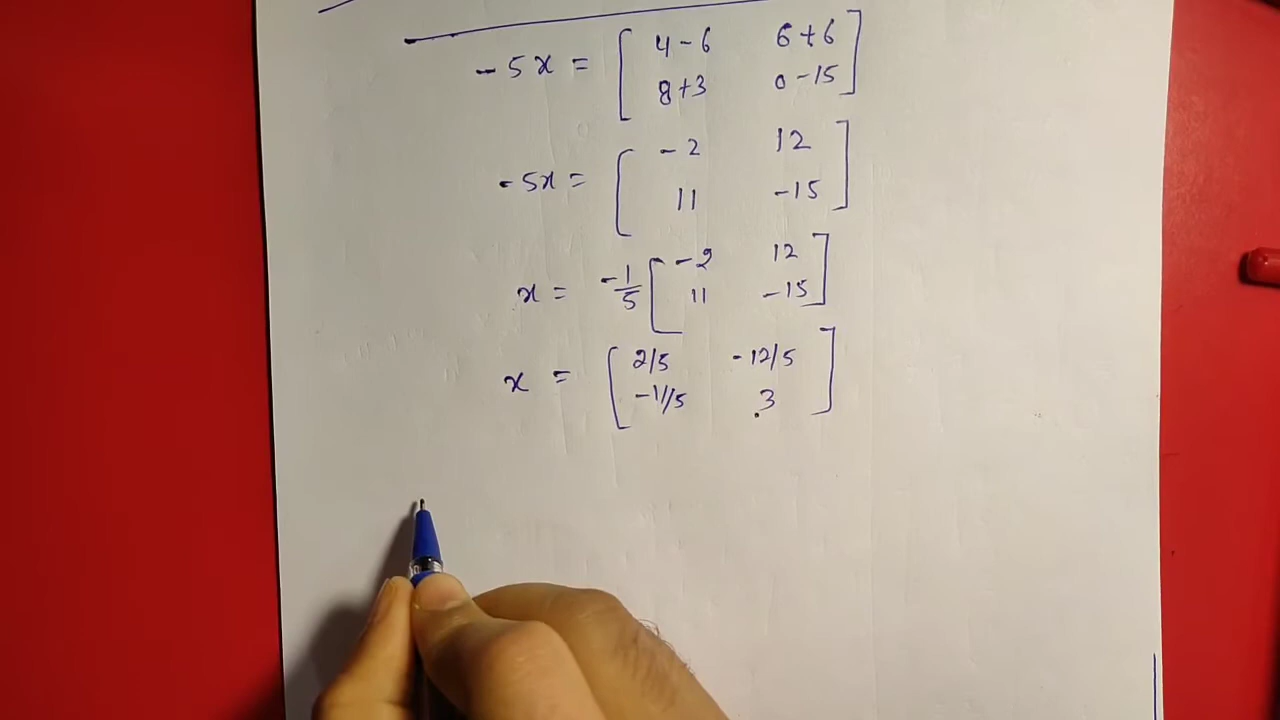 -5x = [ 4-6 6+6
8+3 0-15 ]
-5x = [ -2 12
11 -15 ]
x = -1/5 [ -2 12
11 -15 ]
x = [ 2/5 -12/5
-11/5 3 ]